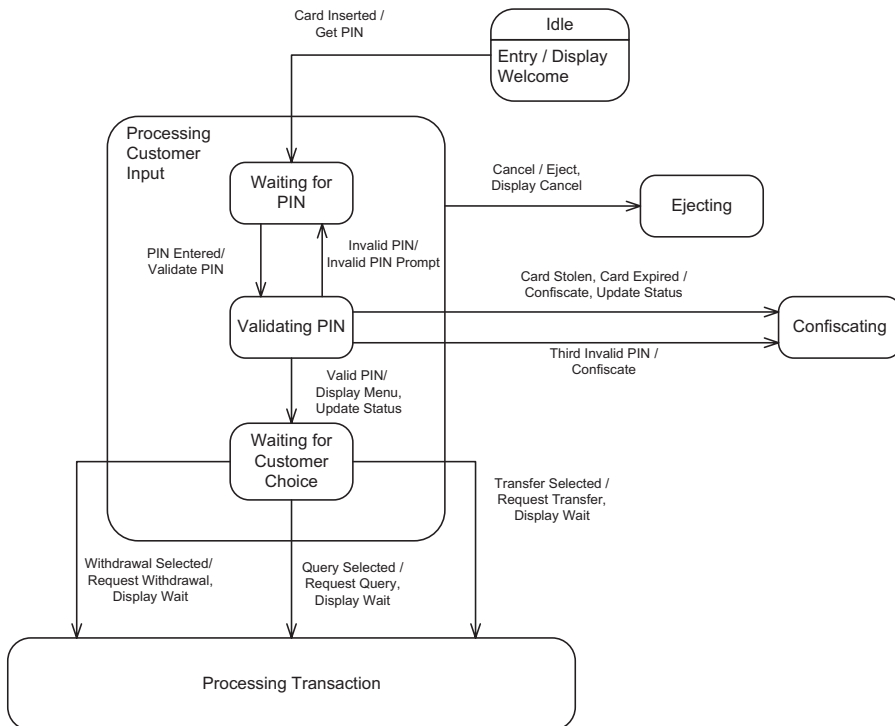 Card Inserted /
Get PIN
Idle
Entry / Display
Welcome
Processing
Customer
Input
Waiting for
PIN
Cancel / Eject,
Display Cancel
Ejecting
PIN Entered/
Validate PIN
Invalid PIN/
Invalid PIN Prompt
Card Stolen, Card Expired /
Confiscate, Update Status
Validating PIN
Confiscating
Third Invalid PIN /
Confiscate
Valid PIN/
Display Menu,
Update Status
Waiting for
Customer
Choice
Transfer Selected /
Request Transfer,
Display Wait
Withdrawal Selected/
Request Withdrawal,
Display Wait
Query Selected /
Request Query,
Display Wait
Processing Transaction